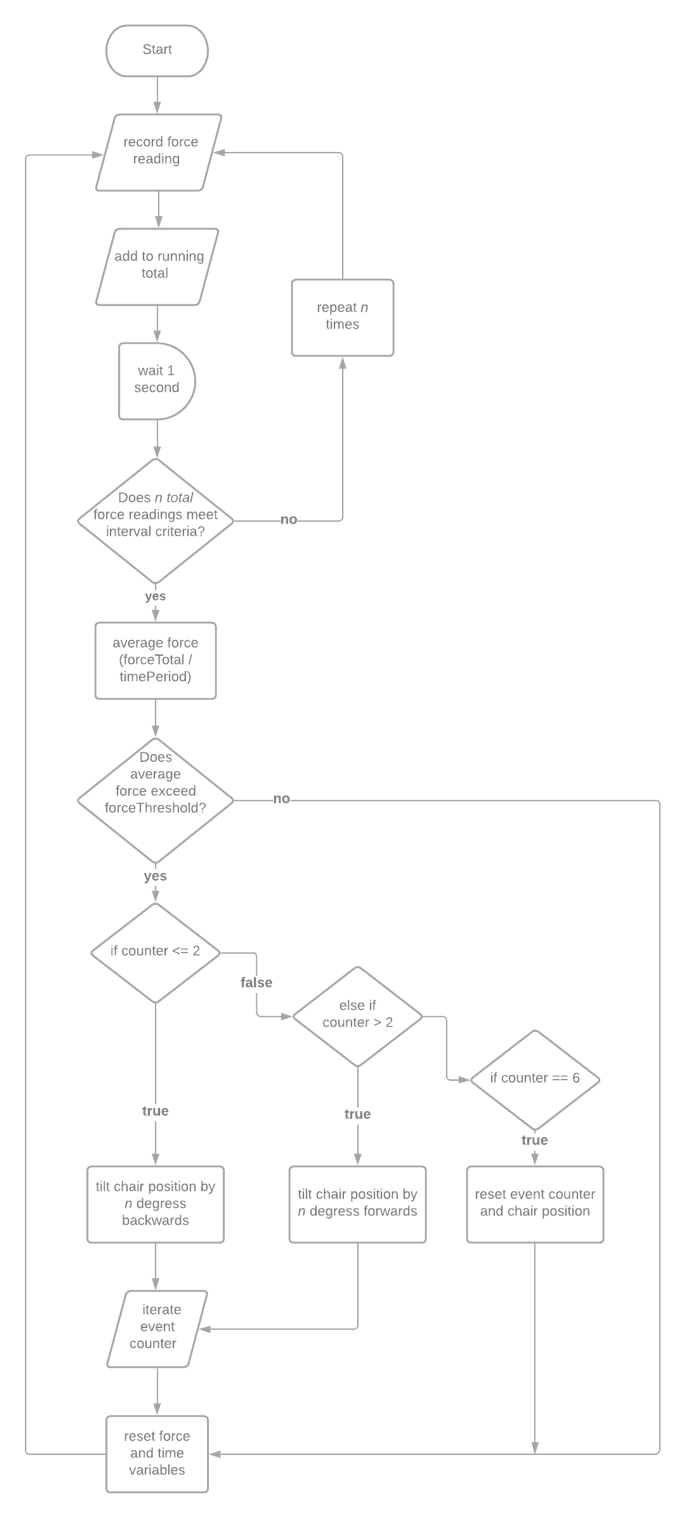 Start
record force
reading
add to running
total
repeat n
times
wait 1
second
Does n total
force readings meet
interval criteria?
no
yes
average force
(forceTotal /
timePeriod)
Does
average
force exceed
forceThreshold?
no
yes
if counter <= 2
false
else if
counter > 2
if counter == 6
true
true
true
tilt chair position by
n degress
backwards
tilt chair position by
n degress forwards
reset event counter
and chair position
iterate
event
counter
reset force
and time
variables